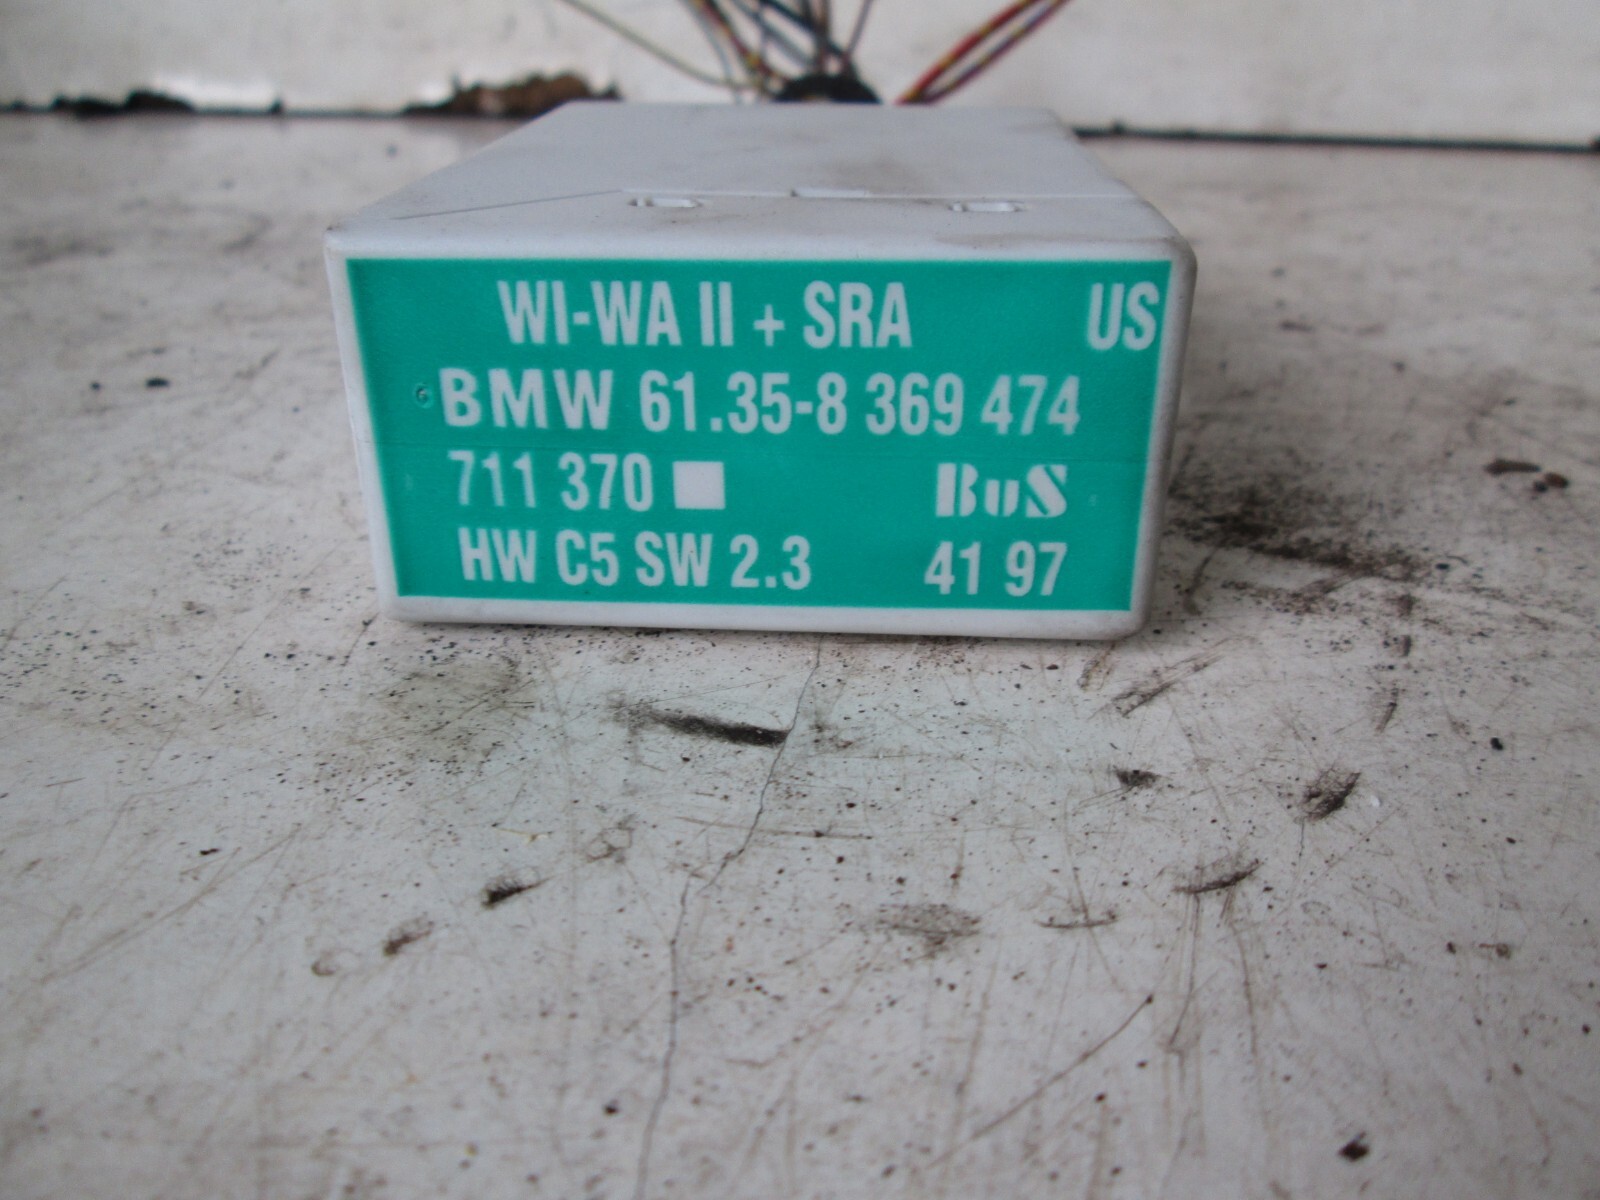 WI-WA II + SRA US
BMW 61.35-8 369 474
711 370 BuS
HW C5 SW 2.3 41 97